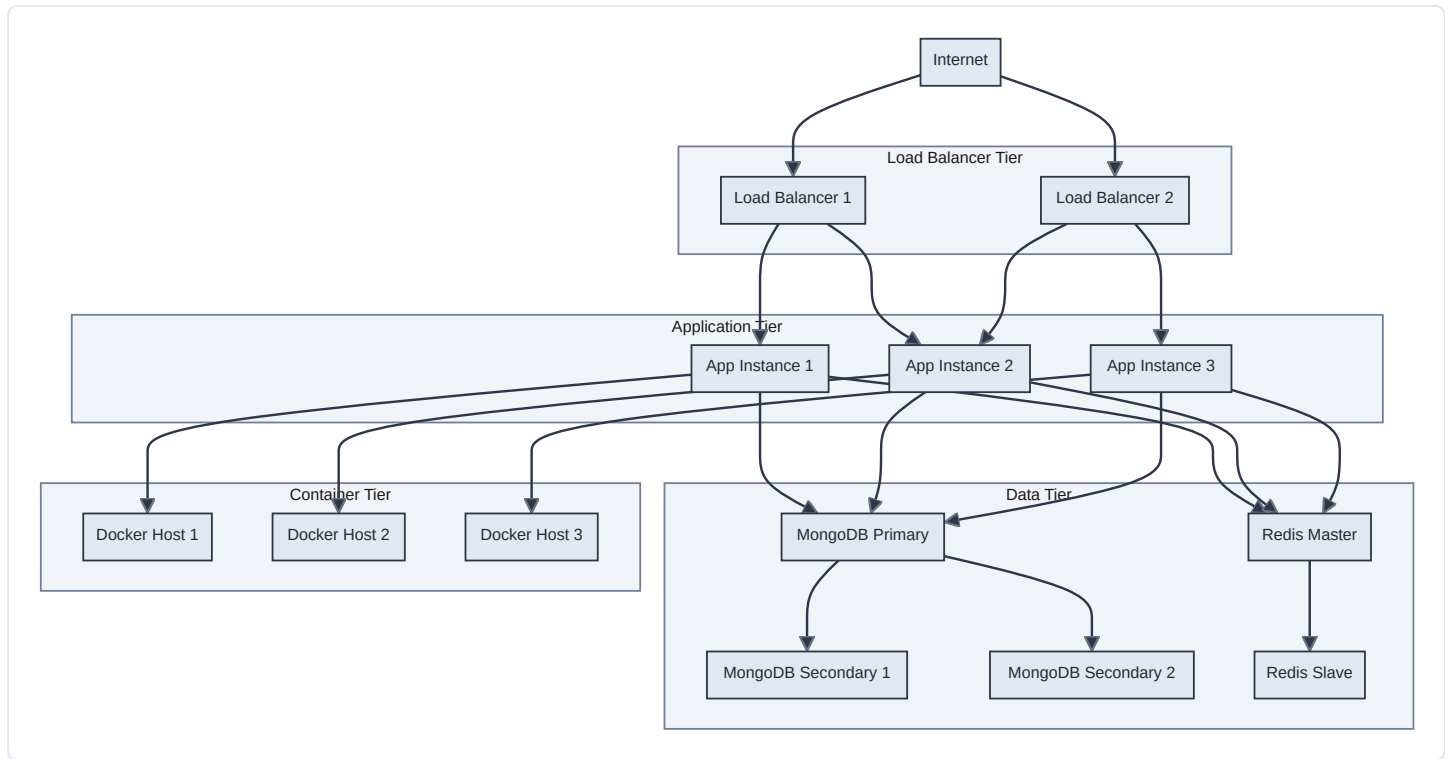 Internet
Load Balancer Tier
Load Balancer 1
Load Balancer 2
Application Tier
App Instance 1
App Instance 2
App Instance 3
Container Tier
Docker Host 1
Docker Host 2
Docker Host 3
Data Tier
MongoDB Primary
Redis Master
MongoDB Secondary 1
MongoDB Secondary 2
Redis Slave